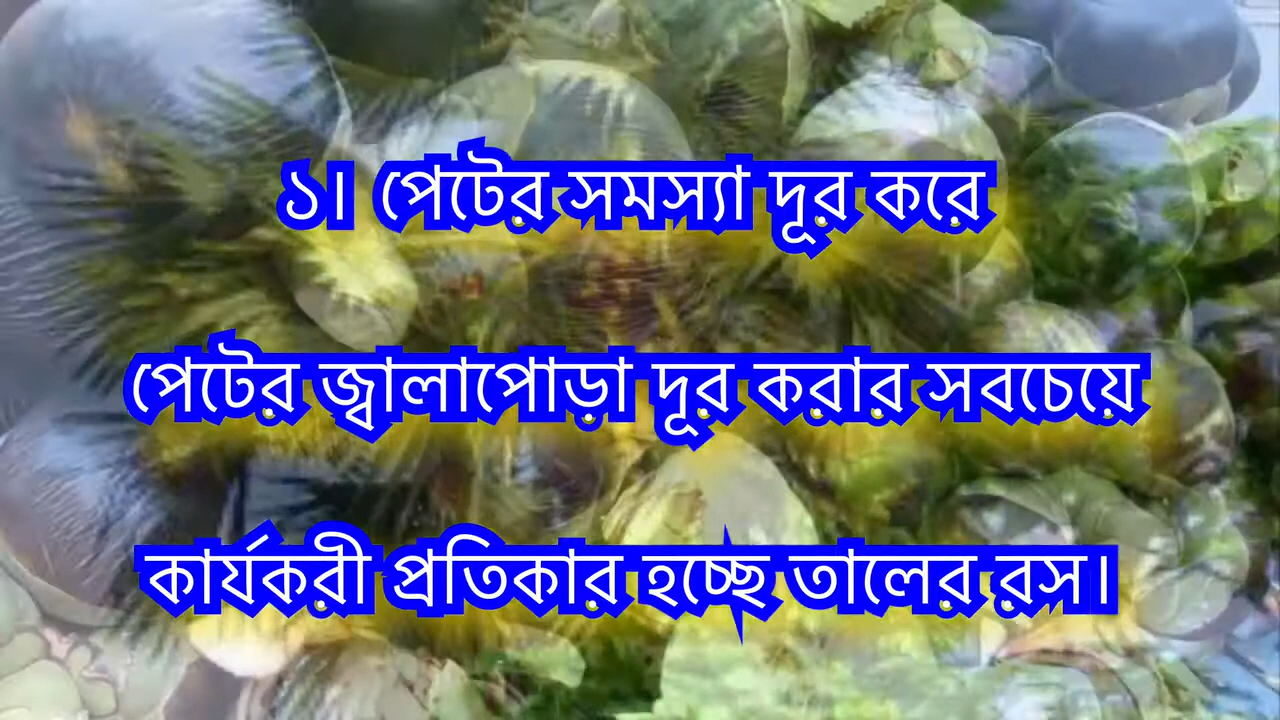 ১। পেটের সমস্যা দূর করে
পেটের জ্বালাপোড়া দূর করার সবচেয়ে
কার্যকরী প্রতিকার হচ্ছে তালের রস।